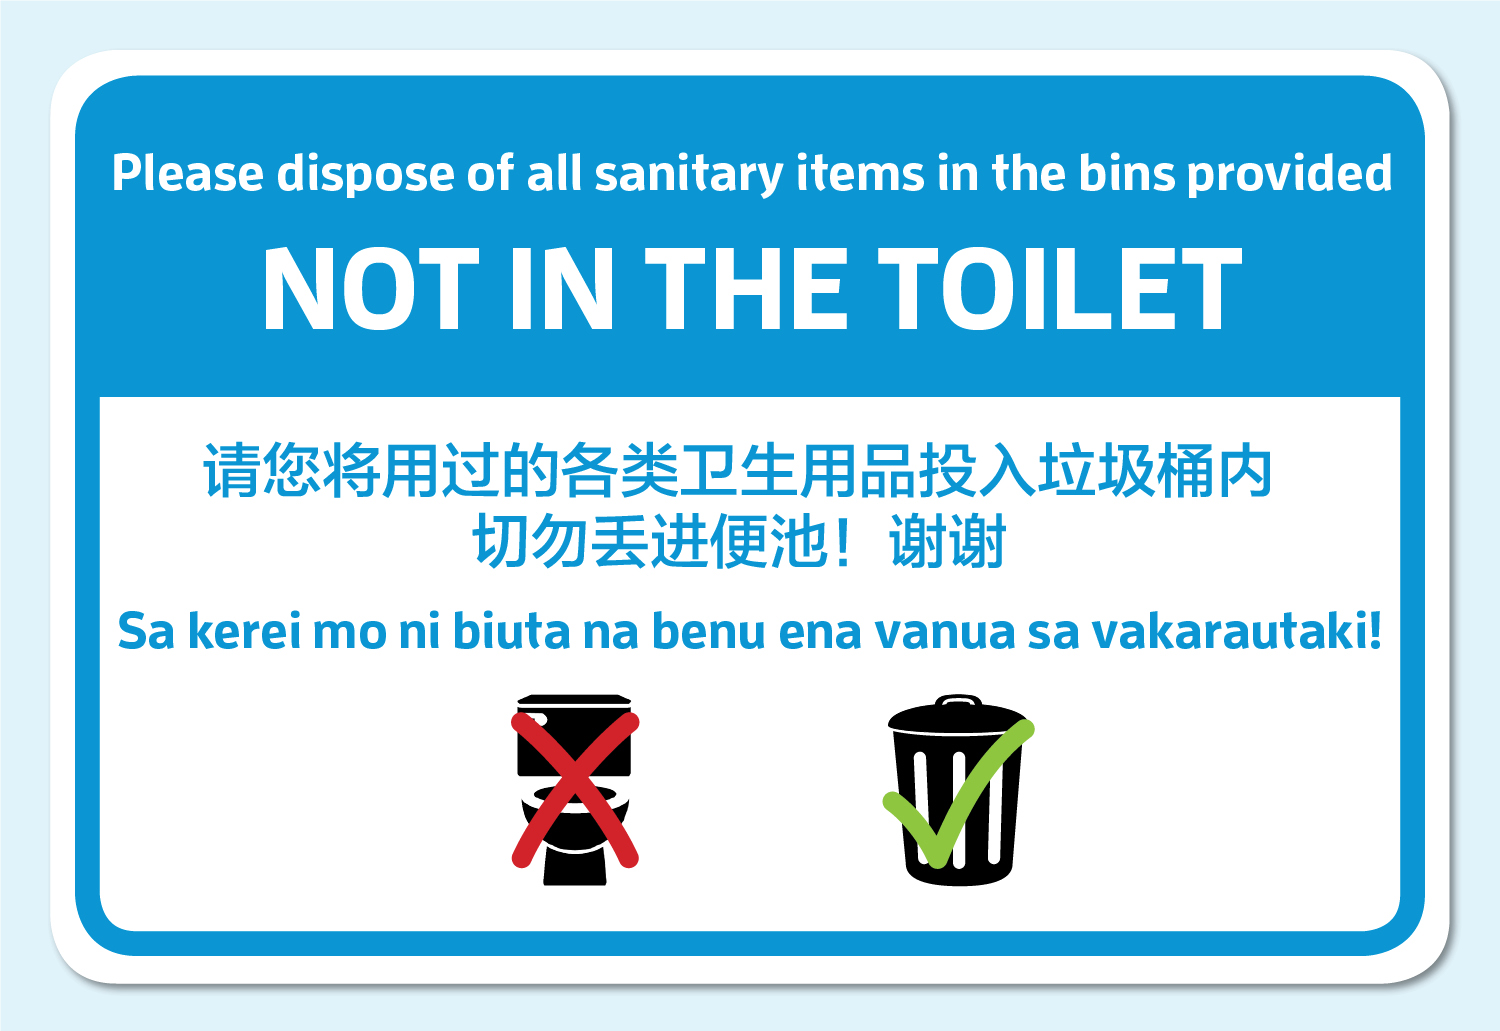 Please dispose of all sanitary items in the bins provided
NOT IN THE TOILET
请您将用过的各类卫生用品投入垃圾桶内
切勿丢进便池！谢谢
Sa kerei mo ni biuta na benu ena vanua sa vakarautaki!